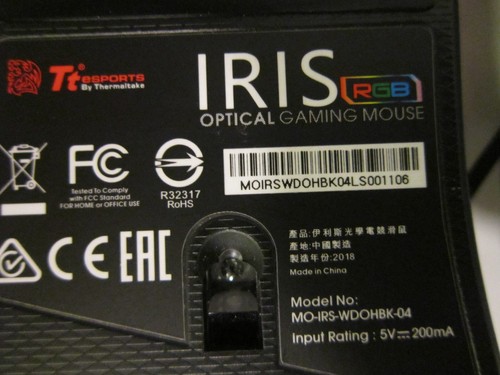 Tt eSPORTS
By Thermaltake
IRIS RGB
OPTICAL GAMING MOUSE
FC
Tested To Comply
with FCC Standard
FOR HOME or OFFICE USE
R32317
RoHS
MOIRSWDOHBK04LS001106
CE EAC
產品:伊利斯光學電競滑鼠
產地:中國製造
製造年份:2018
Made in China
Model No:
MO-IRS-WDOHBK-04
Input Rating : 5V⎓200mA